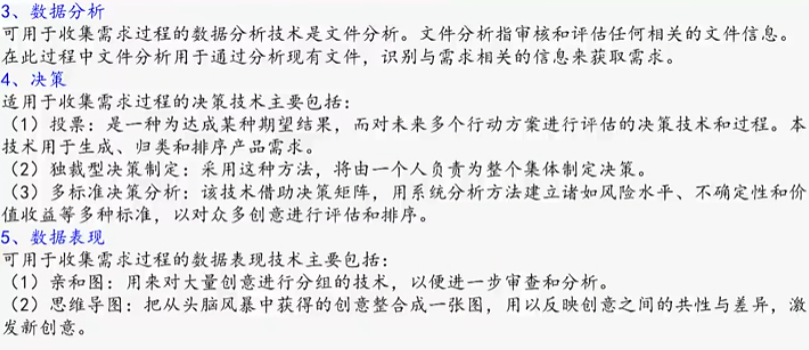 3、数据分析
可用于收集需求过程的数据分析技术是文件分析。文件分析指审核和评估任何相关的文件信息。
在此过程中文件分析用于通过分析现有文件，识别与需求相关的信息来获取需求。
4、决策
适用于收集需求过程的决策技术主要包括：
（1）投票：是一种为达成某种期望结果，而对未来多个行动方案进行评估的决策技术和过程。本
技术用于生成、归类和排序产品需求。
（2）独裁型决策制定：采用这种方法，将由一个人负责为整个集体制定决策。
（3）多标准决策分析：该技术借助决策矩阵，用系统分析方法建立诸如风险水平、不确定性和价
值收益等多种标准，以对众多创意进行评估和排序。
5、数据表现
可用于收集需求过程的数据表现技术主要包括：
（1）亲和图：用来对大量创意进行分组的技术，以便进一步审查和分析。
（2）思维导图：把从头脑风暴中获得的创意整合成一张图，用以反映创意之间的共性与差异，激
发新创意。